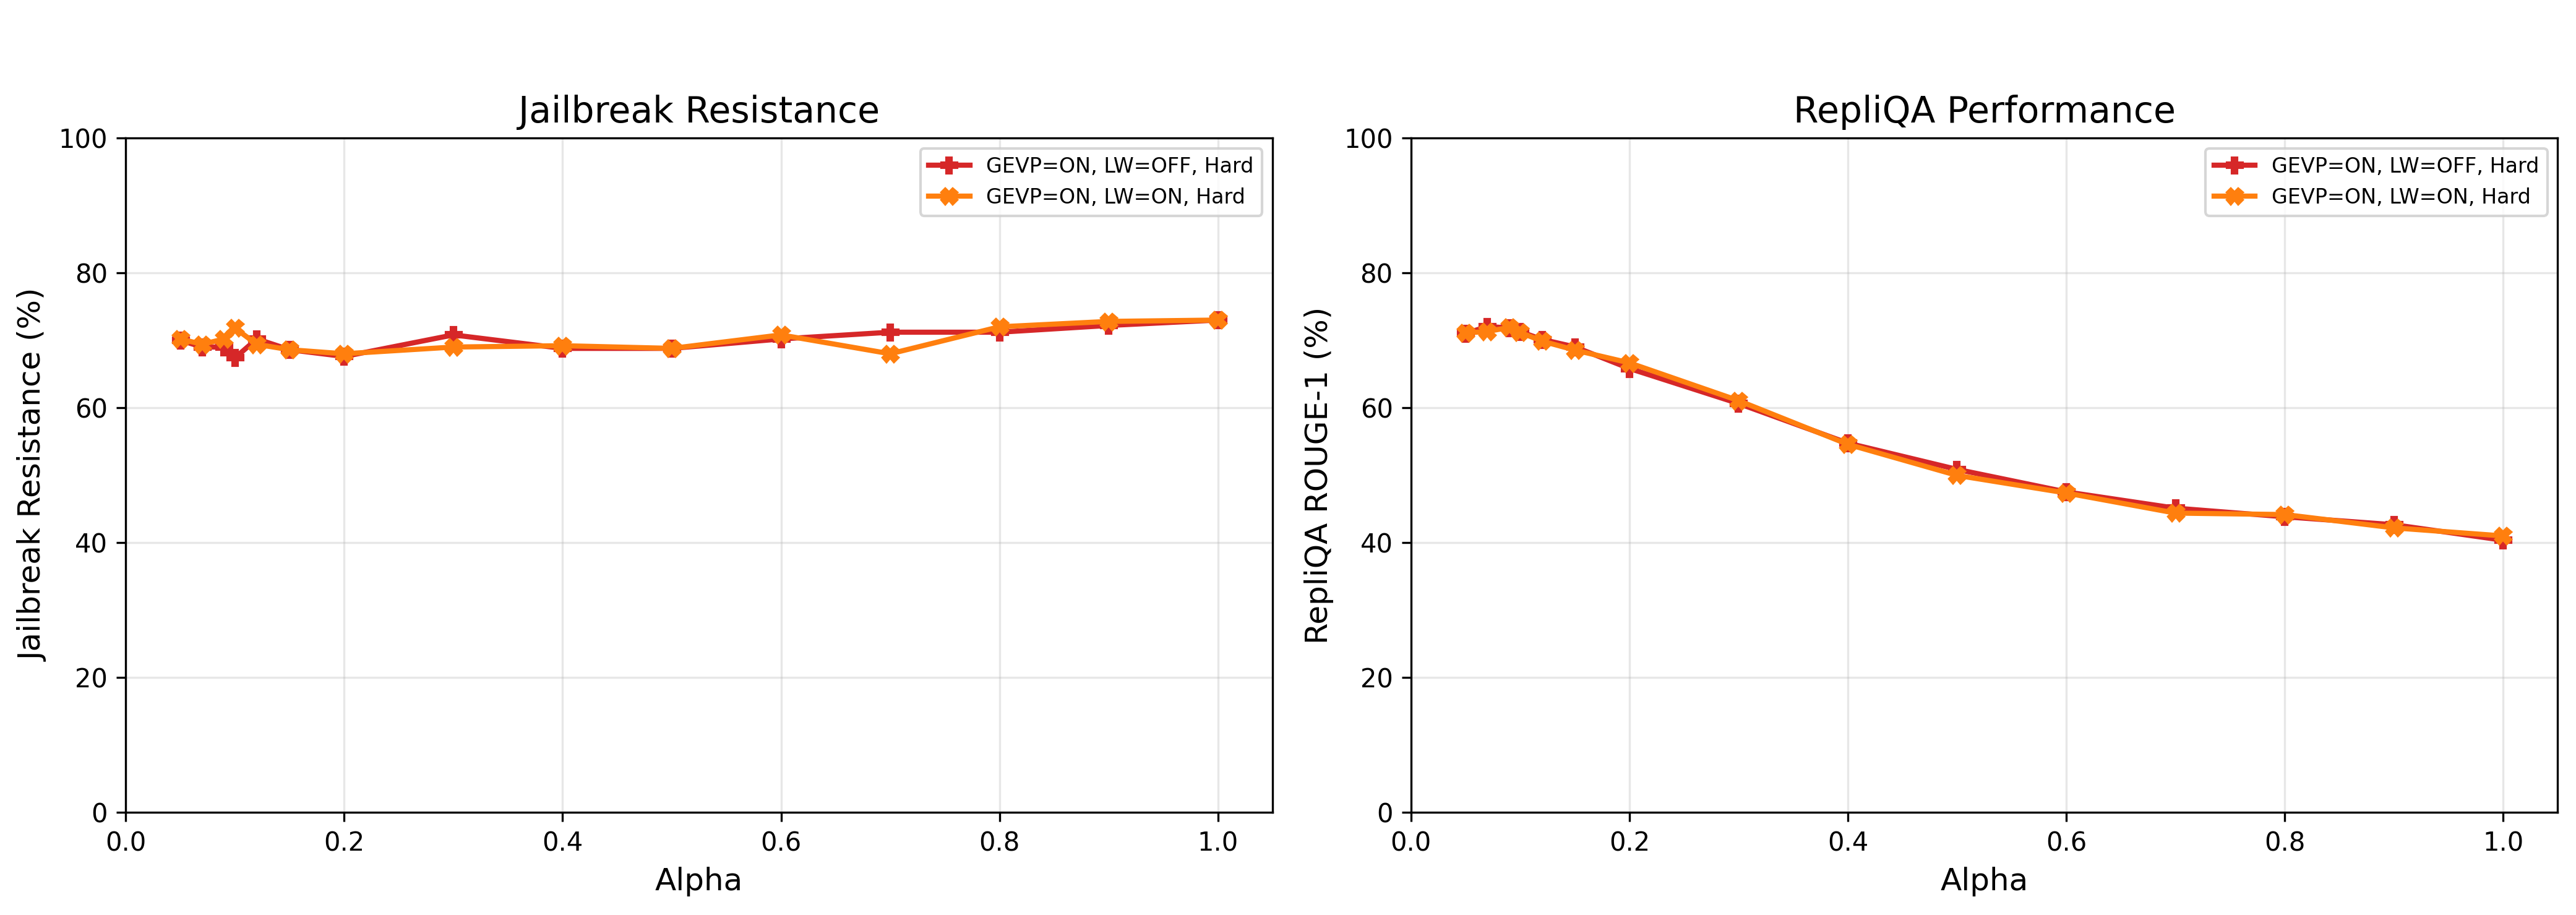 Jailbreak Resistance
Jailbreak Resistance (%)
100
80
60
40
20
0
GEVP=ON, LW=OFF, Hard
GEVP=ON, LW=ON, Hard
0.0 0.2 0.4 0.6 0.8 1.0
Alpha
RepliQA Performance
RepliQA ROUGE-1 (%)
100
80
60
40
20
0
GEVP=ON, LW=OFF, Hard
GEVP=ON, LW=ON, Hard
0.0 0.2 0.4 0.6 0.8 1.0
Alpha